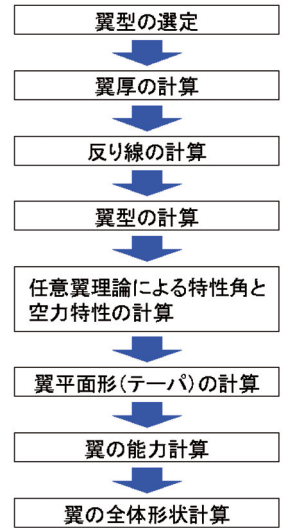 翼型の選定
翼厚の計算
反り線の計算
翼型の計算
任意翼理論による特性角と
空力特性の計算
翼平面形(テーパ)の計算
翼の能力計算
翼の全体形状計算